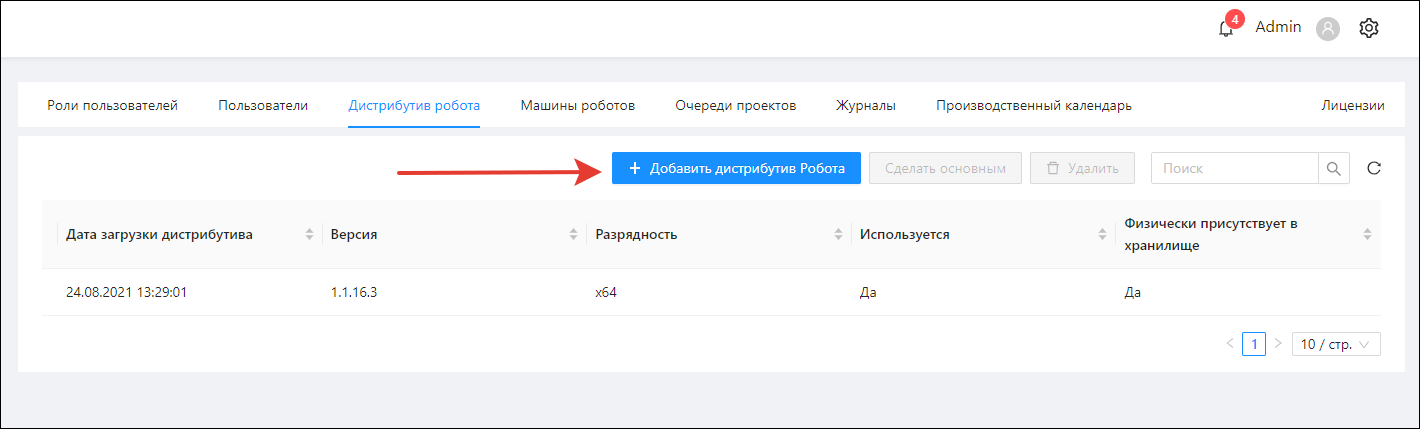 4
Admin
Роли пользователей Пользователи Дистрибутив робота Машины роботов Очереди проектов Журналы Производственный календарь Лицензии
+ Добавить дистрибутив Робота Сделать основным Удалить Поиск
Дата загрузки дистрибутива Версия Разрядность Используется Физически присутствует в
хранилище
24.08.2021 13:29:01 1.1.16.3 x64 Да Да
1 10 / стр.